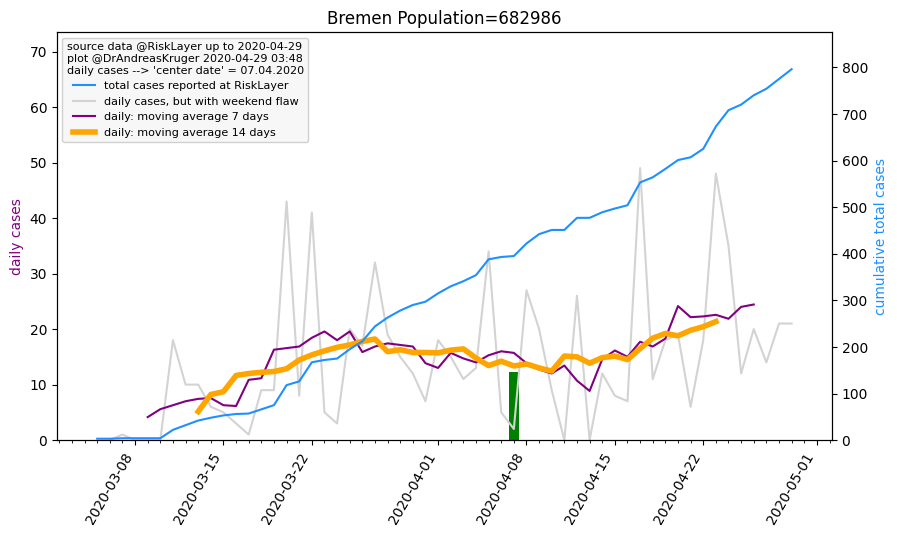 Bremen Population=682986
source data @RiskLayer up to 2020-04-29
plot @DrAndreasKruger 2020-04-29 03:48
daily cases --> 'center date' = 07.04.2020
total cases reported at RiskLayer
daily cases, but with weekend flaw
daily: moving average 7 days
daily: moving average 14 days
daily cases
70
60
50
40
30
20
10
0
cumulative total cases
800
700
600
500
400
300
200
100
0
2020-03-08
2020-03-15
2020-03-22
2020-04-01
2020-04-08
2020-04-15
2020-04-22
2020-05-01